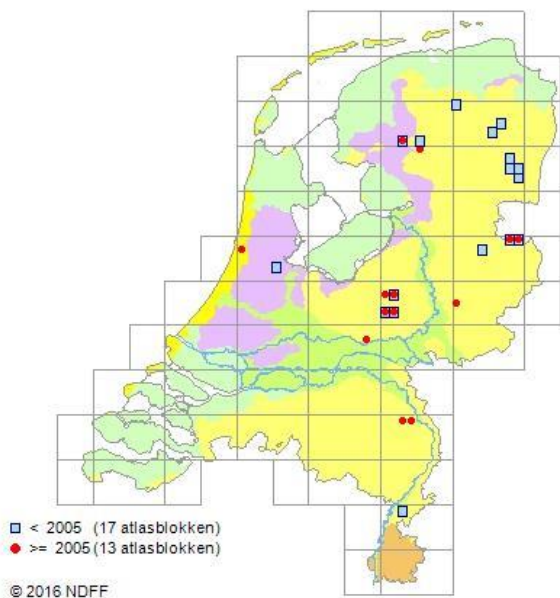 < 2005 (17 atlasblokken)
>= 2005 (13 atlasblokken)
© 2016 NDFF